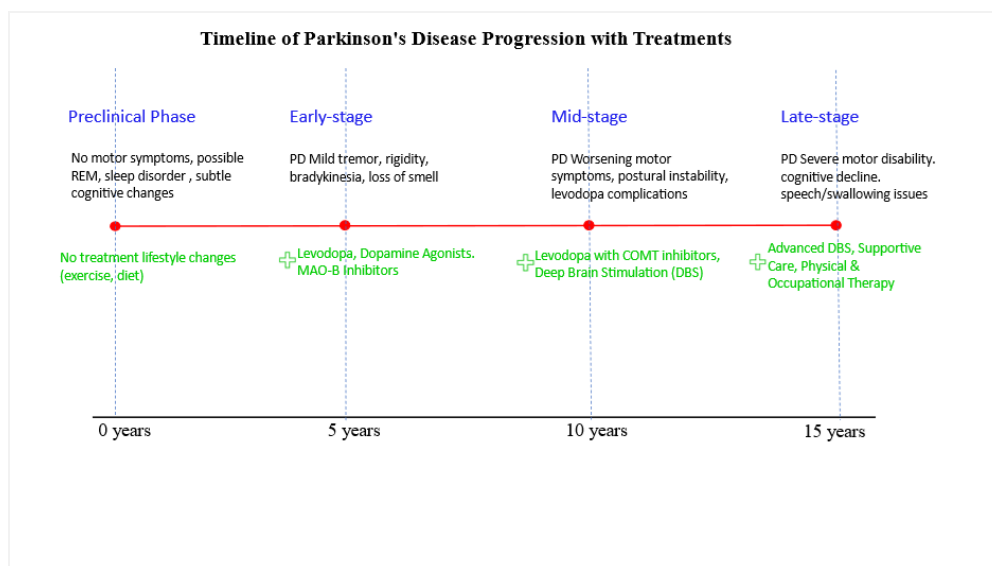 Timeline of Parkinson's Disease Progression with Treatments
Preclinical Phase
No motor symptoms, possible
REM, sleep disorder , subtle
cognitive changes
No treatment lifestyle changes
(exercise, diet)
Early-stage
PD Mild tremor, rigidity,
bradykinesia, loss of smell
Levodopa, Dopamine Agonists.
MAO-B Inhibitors
Mid-stage
PD Worsening motor
symptoms, postural instability,
levodopa complications
Levodopa with COMT inhibitors,
Deep Brain Stimulation (DBS)
Late-stage
PD Severe motor disability.
cognitive decline.
speech/swallowing issues
Advanced DBS, Supportive
Care, Physical &
Occupational Therapy
0 years
5 years
10 years
15 years